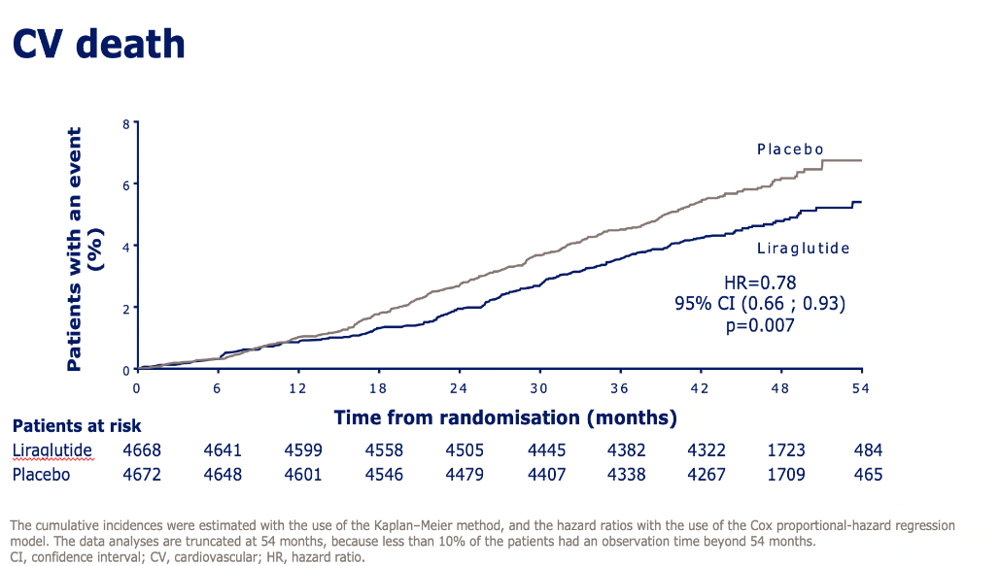 CV death
Patients with an event
(%)
8
6
4
2
0
Placebo
Liraglutide
HR=0.78
95% CI (0.66 ; 0.93)
p=0.007
0 6 12 18 24 30 36 42 48 54
Time from randomisation (months)
Patients at risk
Liraglutide 4668 4641 4599 4558 4505 4445 4382 4322 1723 484
Placebo 4672 4648 4601 4546 4479 4407 4338 4267 1709 465
The cumulative incidences were estimated with the use of the Kaplan–Meier method, and the hazard ratios with the use of the Cox proportional-hazard regression
model. The data analyses are truncated at 54 months, because less than 10% of the patients had an observation time beyond 54 months.
CI, confidence interval; CV, cardiovascular; HR, hazard ratio.